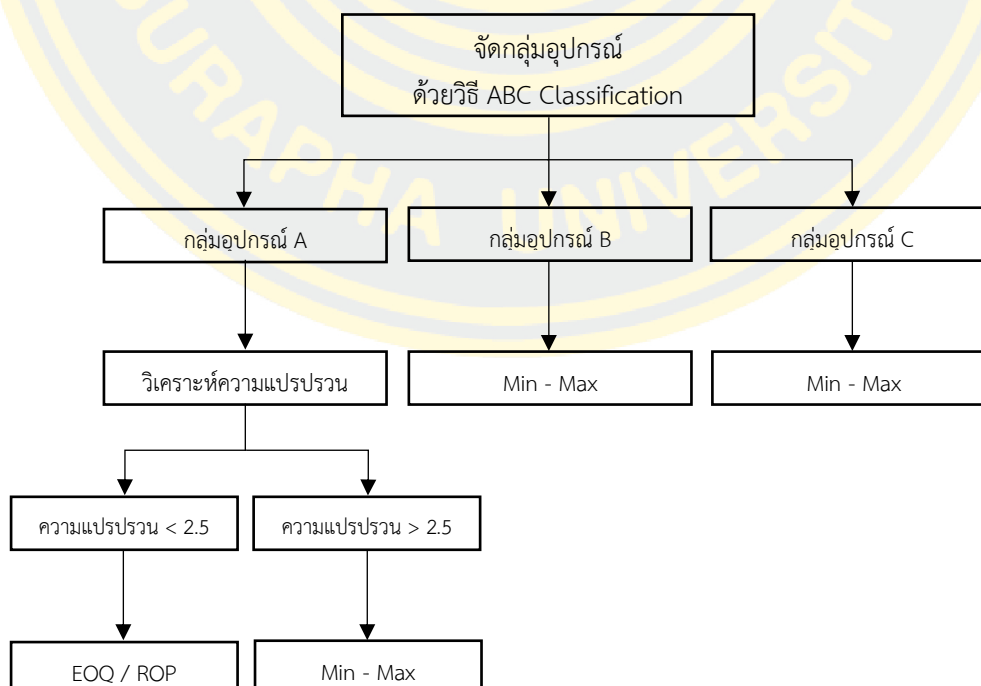 จัดกลุ่มอุปกรณ์
ด้วยวิธี ABC Classification
กลุ่มอุปกรณ์ A
กลุ่มอุปกรณ์ B
กลุ่มอุปกรณ์ C
วิเคราะห์ความแปรปรวน
Min - Max
Min - Max
ความแปรปรวน < 2.5
ความแปรปรวน > 2.5
EOQ / ROP
Min - Max
URAPHA UNIVERSIT